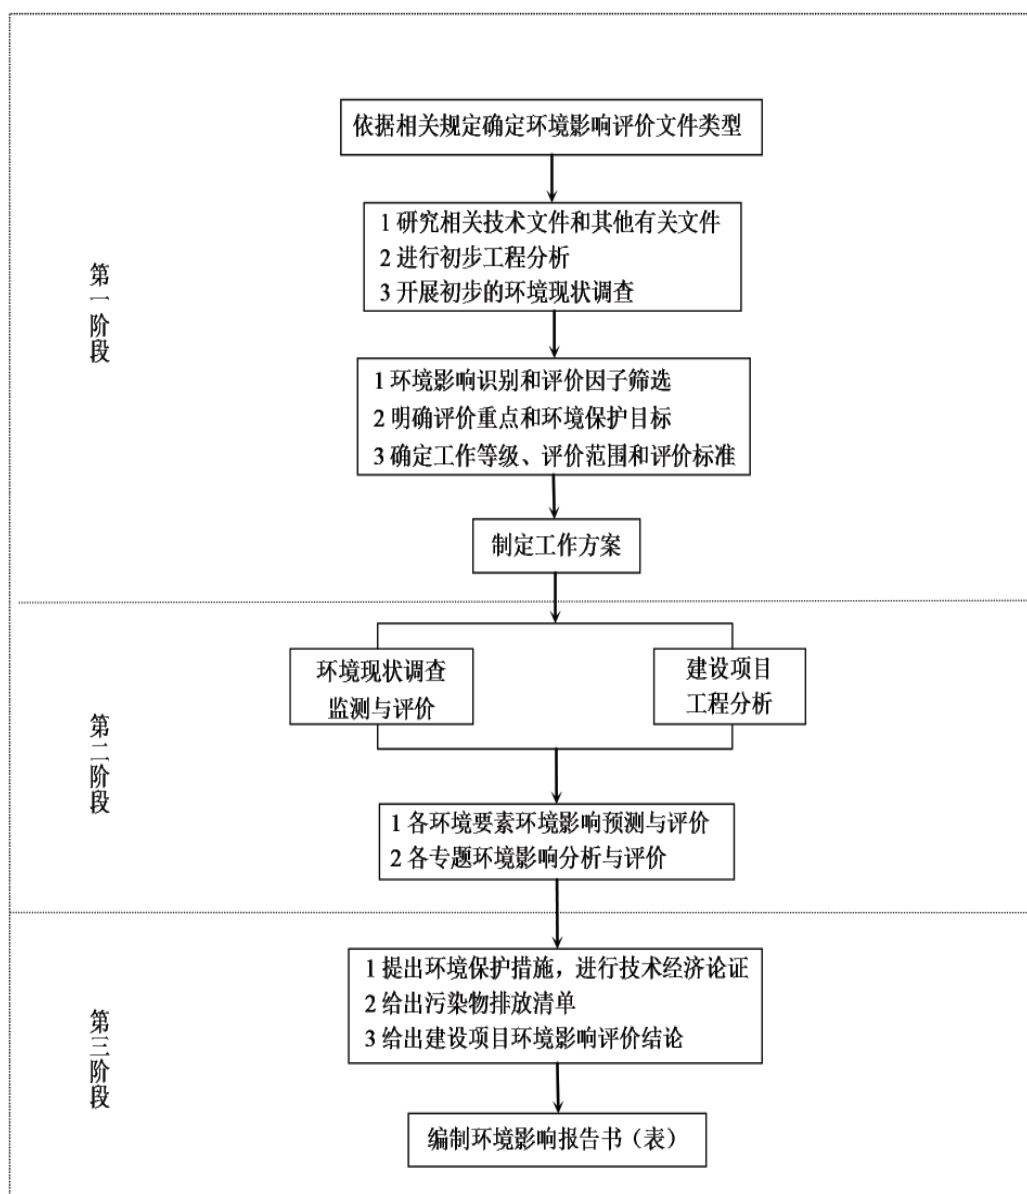 依据相关规定确定环境影响评价文件类型
1 研究相关技术文件和其他有关文件
2 进行初步工程分析
3 开展初步的环境现状调查
第一阶段
1 环境影响识别和评价因子筛选
2 明确评价重点和环境保护目标
3 确定工作等级、评价范围和评价标准
制定工作方案
环境现状调查
监测与评价
建设项目
工程分析
第二阶段
1 各环境要素环境影响预测与评价
2 各专题环境影响分析与评价
1 提出环境保护措施，进行技术经济论证
2 给出污染物排放清单
3 给出建设项目环境影响评价结论
第三阶段
编制环境影响报告书（表）